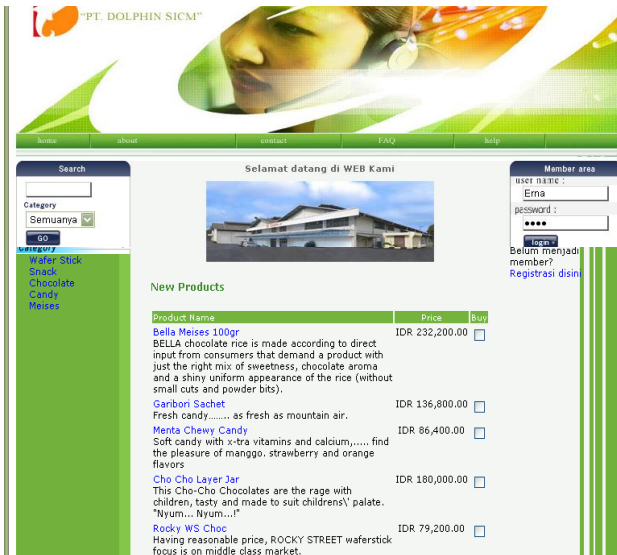 "PT. DOLPHIN SICM"
home about contact FAQ help
Search
Category
Semuanya
GO
Category
Wafer Stick
Snack
Chocolate
Candy
Meises
Selamat datang di WEB Kami
New Products
Product Name Price Buy
Bella Meises 100gr IDR 232,200.00
BELLA chocolate rice is made according to direct
input from consumers that demand a product with
just the right mix of sweetness, chocolate aroma
and a shiny uniform appearance of the rice (without
small cuts and powder bits).
Garibori Sachet IDR 136,800.00
Fresh candy........ as fresh as mountain air.
Menta Chewy Candy IDR 86,400.00
Soft candy with x-tra vitamins and calcium,..... find
the pleasure of manggo. strawberry and orange
flavors
Cho Cho Layer Jar IDR 180,000.00
This Cho-Cho Chocolates are the rage with
children, tasty and made to suit childrens\' palate.
"Nyum... Nyum...!"
Rocky WS Choc IDR 79,200.00
Having reasonable price, ROCKY STREET waferstick
focus is on middle class market.
Member area
user name :
Erna
password :
••••
login
Belum menjadi
member?
Registrasi disini